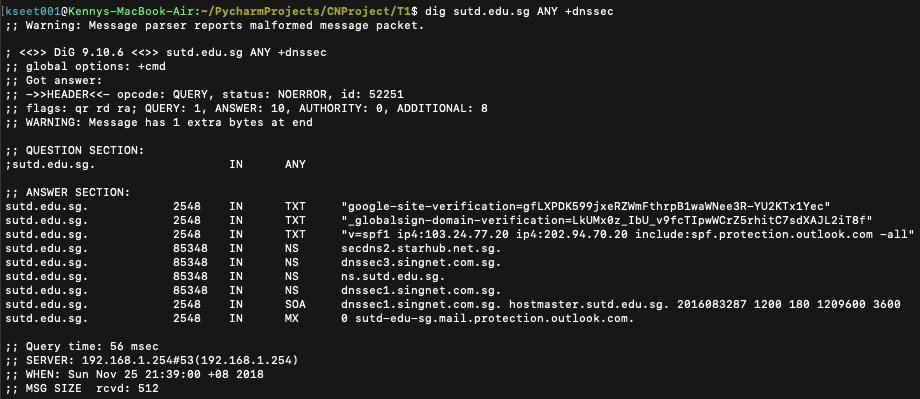 [kseet001@Kennys-MacBook-Air:~/PycharmProjects/CNProject/T1$ dig sutd.edu.sg ANY +dnssec
;; Warning: Message parser reports malformed message packet.

; <<>> DiG 9.10.6 <<>> sutd.edu.sg ANY +dnssec
;; global options: +cmd
;; Got answer:
;; ->>HEADER<<- opcode: QUERY, status: NOERROR, id: 52251
;; flags: qr rd ra; QUERY: 1, ANSWER: 10, AUTHORITY: 0, ADDITIONAL: 8
;; WARNING: Message has 1 extra bytes at end

;; QUESTION SECTION:
;sutd.edu.sg. IN ANY

;; ANSWER SECTION:
sutd.edu.sg. 2548 IN TXT "google-site-verification=gfLXPDK599jxeRZWmFthrpB1waWNee3R-YU2KTx1Yec"
sutd.edu.sg. 2548 IN TXT "_globalsign-domain-verification=LkUMx0z_IbU_v9fcTIpwWCrZ5rhitC7sdXAJL2iT8f"
sutd.edu.sg. 2548 IN TXT "v=spf1 ip4:103.24.77.20 ip4:202.94.70.20 include:spf.protection.outlook.com -all"
sutd.edu.sg. 85348 IN NS secdns2.starhub.net.sg.
sutd.edu.sg. 85348 IN NS dnssec3.singnet.com.sg.
sutd.edu.sg. 85348 IN NS ns.sutd.edu.sg.
sutd.edu.sg. 85348 IN NS dnssec1.singnet.com.sg.
sutd.edu.sg. 2548 IN SOA dnssec1.singnet.com.sg. hostmaster.sutd.edu.sg. 2016083287 1200 180 1209600 3600
sutd.edu.sg. 2548 IN MX 0 sutd-edu-sg.mail.protection.outlook.com.

;; Query time: 56 msec
;; SERVER: 192.168.1.254#53(192.168.1.254)
;; WHEN: Sun Nov 25 21:39:00 +08 2018
;; MSG SIZE rcvd: 512